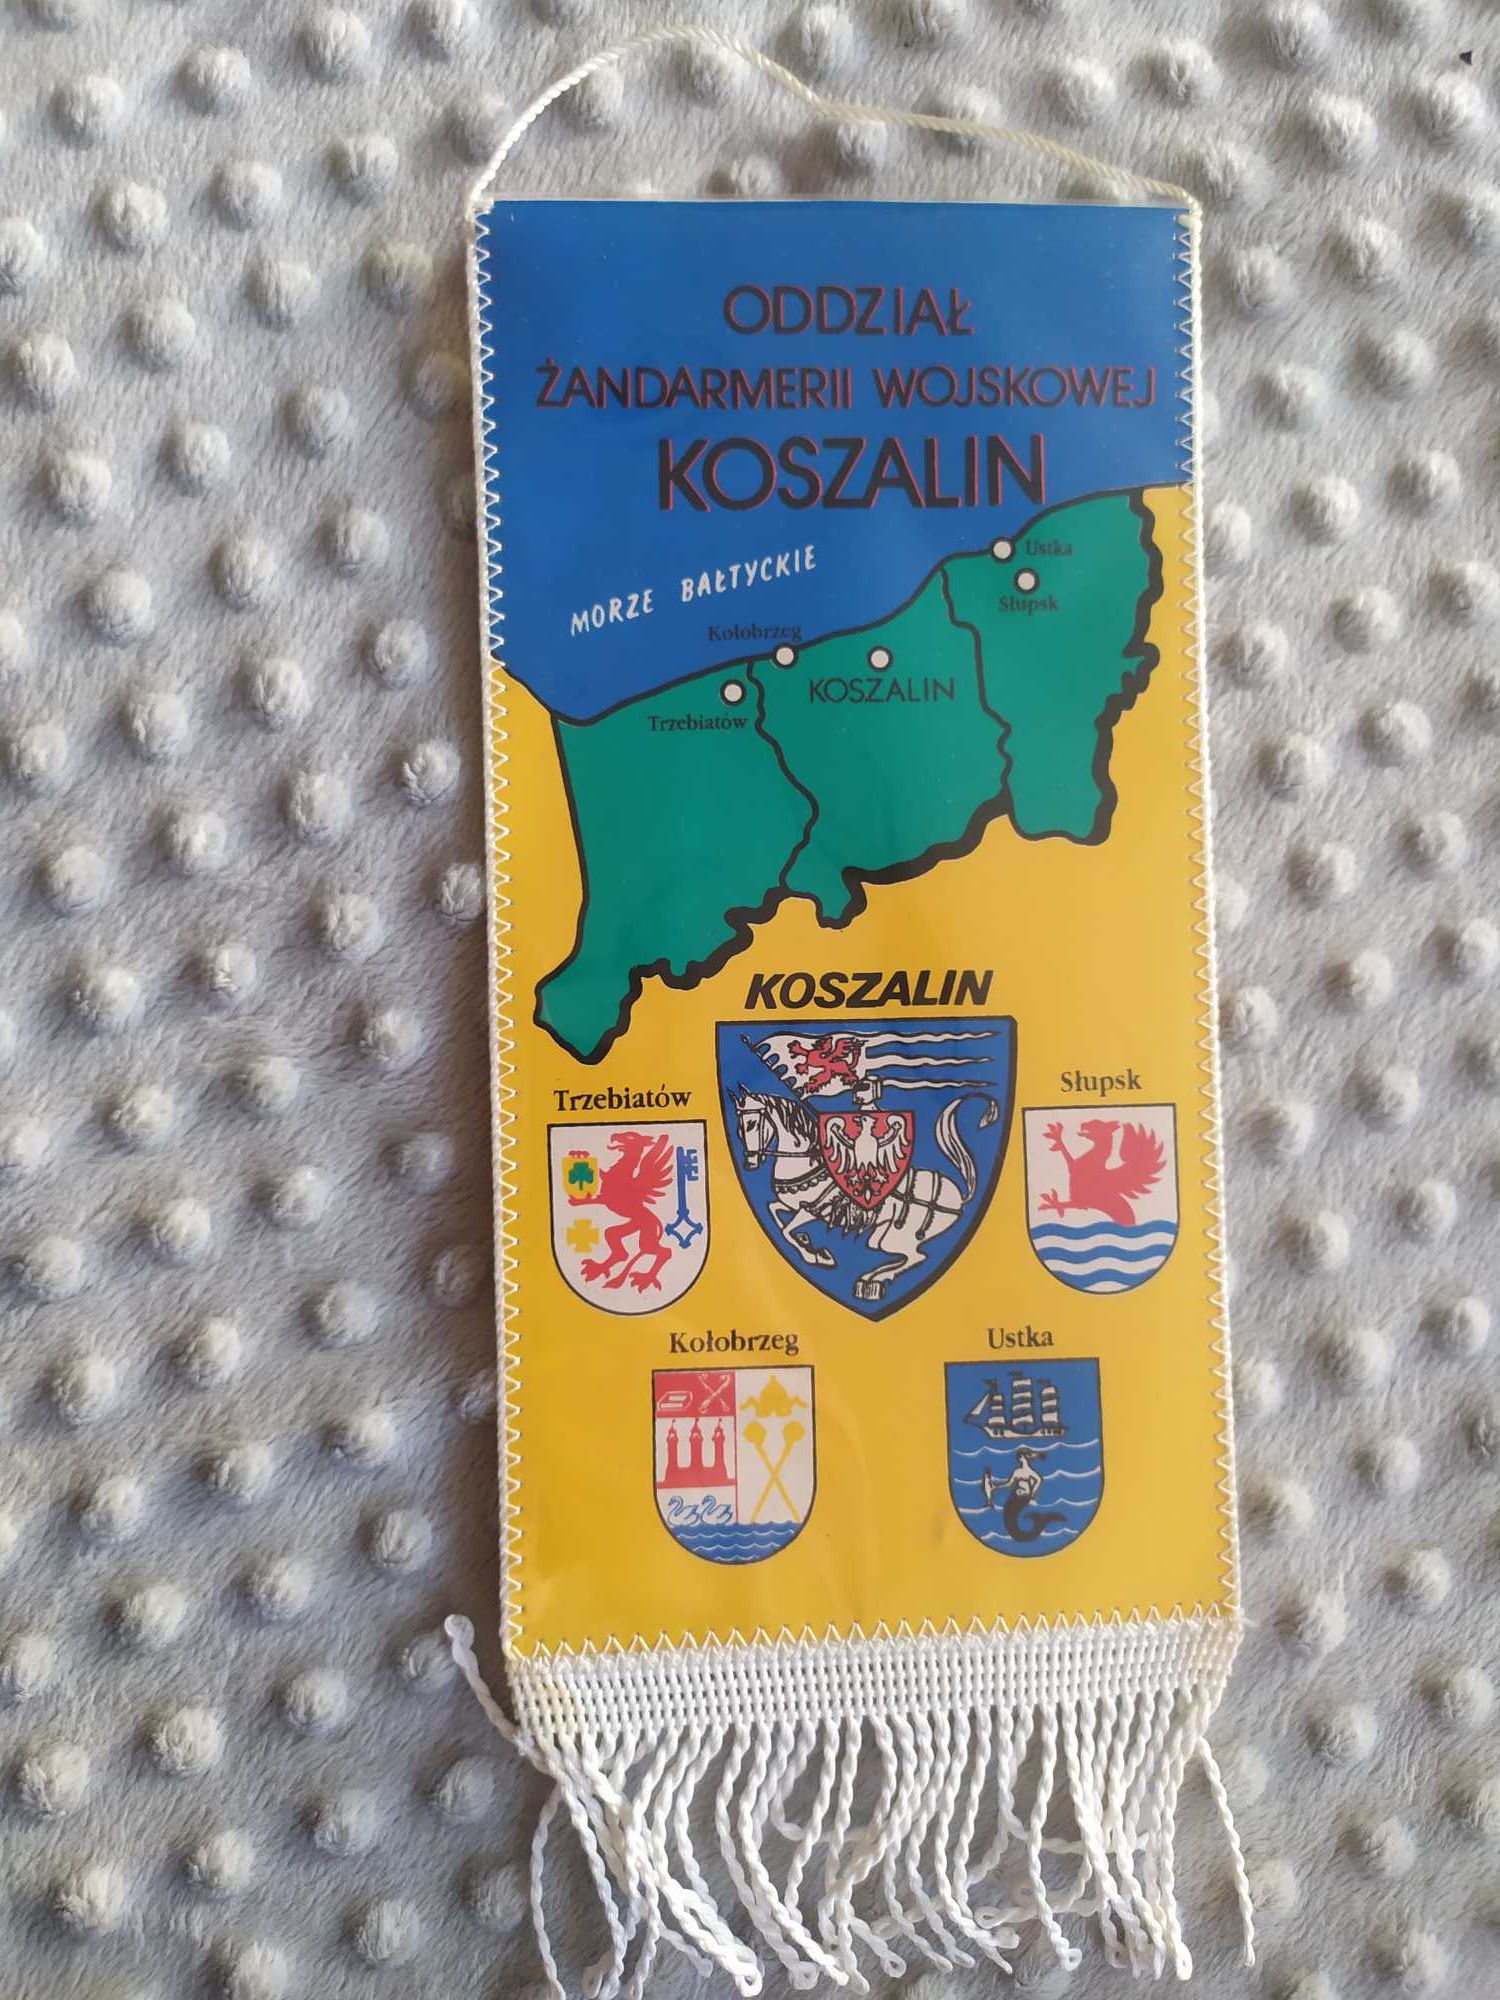 ODDZIAŁ
ŻANDARMERII WOJSKOWEJ
KOSZALIN
MORZE BAŁTYCKIE
Ustka
Słupsk
Kołobrzeg
KOSZALIN
Trzebiatów
KOSZALIN
Trzebiatów
Słupsk
Kołobrzeg
Ustka